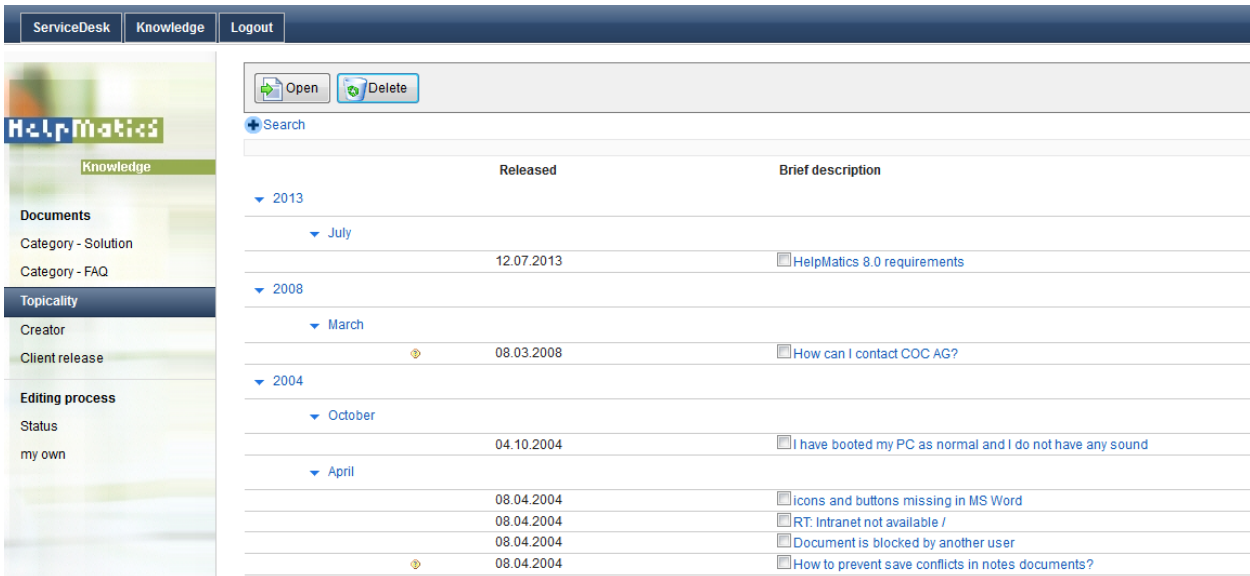 ServiceDesk Knowledge Logout
Open Delete
Search
HelpMatics
Knowledge
Documents
Category - Solution
Category - FAQ
Topicality
Creator
Client release
Editing process
Status
my own
Released Brief description
2013
July
12.07.2013 HelpMatics 8.0 requirements
2008
March
08.03.2008 How can I contact COC AG?
2004
October
04.10.2004 I have booted my PC as normal and I do not have any sound
April
08.04.2004 icons and buttons missing in MS Word
08.04.2004 RT: Intranet not available /
08.04.2004 Document is blocked by another user
08.04.2004 How to prevent save conflicts in notes documents?